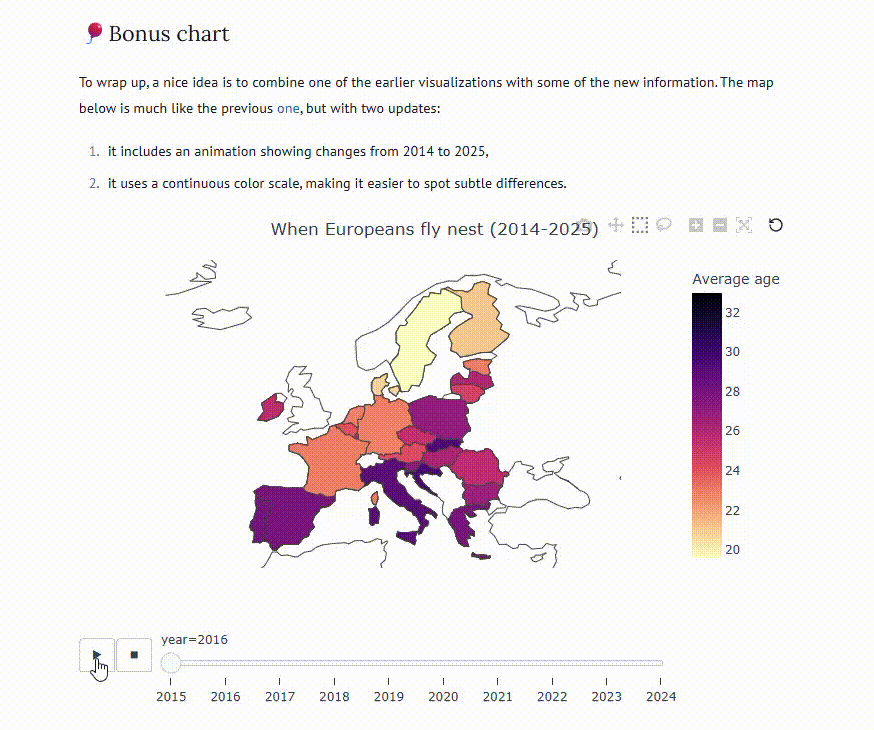 Bonus chart
To wrap up, a nice idea is to combine one of the earlier visualizations with some of the new information. The map
below is much like the previous one, but with two updates:
1. it includes an animation showing changes from 2014 to 2025,
2. it uses a continuous color scale, making it easier to spot subtle differences.
When Europeans fly nest (2014-2025)
Average age
32
30
28
26
24
22
20
year=2016
2015 2016 2017 2018 2019 2020 2021 2022 2023 2024